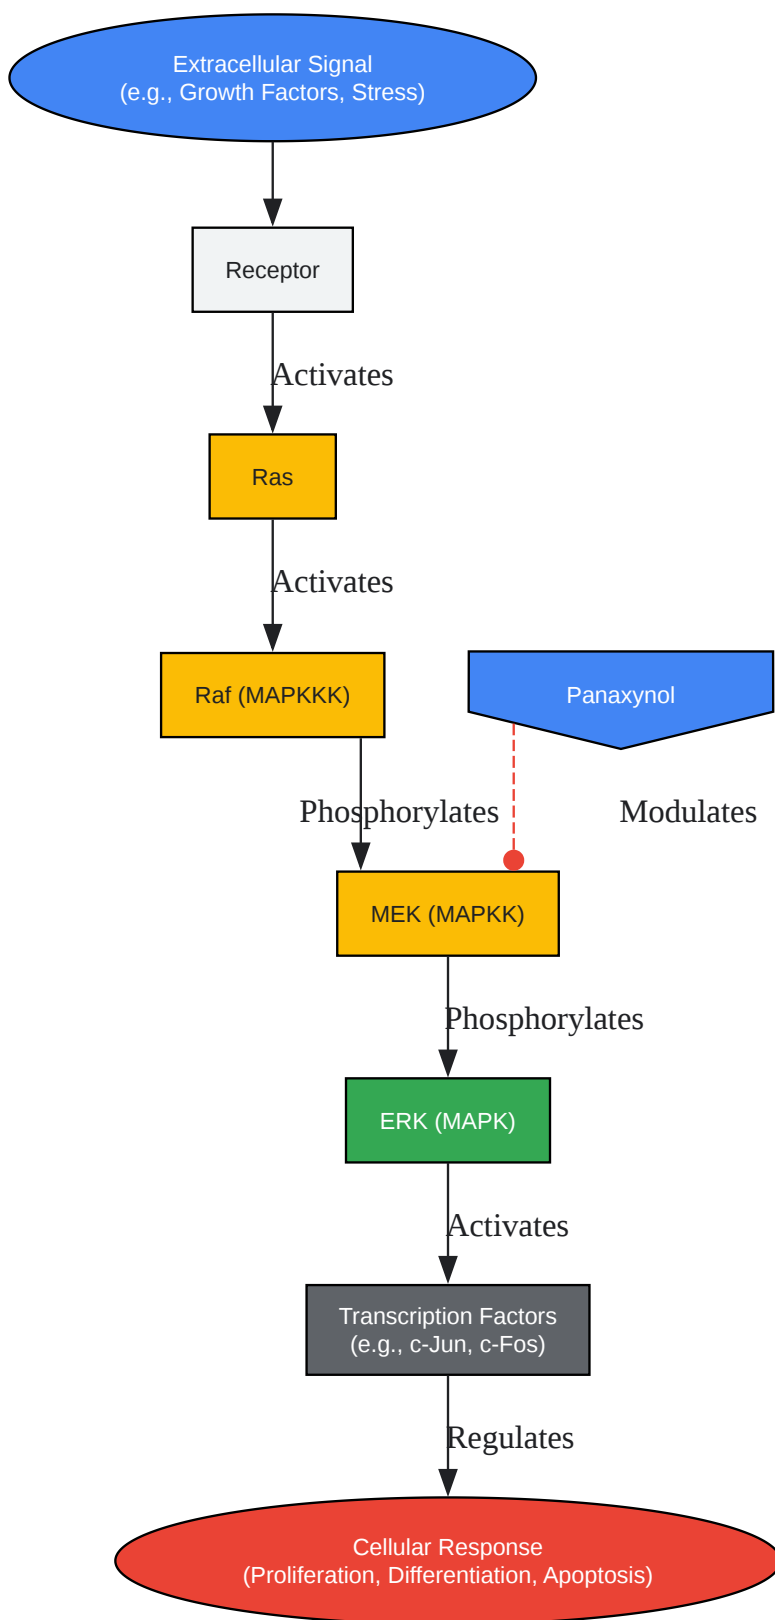 Extracellular Signal
(e.g., Growth Factors, Stress)
Receptor
Activates
Ras
Activates
Raf (MAPKKK)
Panaxynol
Phosphorylates
Modulates
MEK (MAPKK)
Phosphorylates
ERK (MAPK)
Activates
Transcription Factors
(e.g., c-Jun, c-Fos)
Regulates
Cellular Response
(Proliferation, Differentiation, Apoptosis)